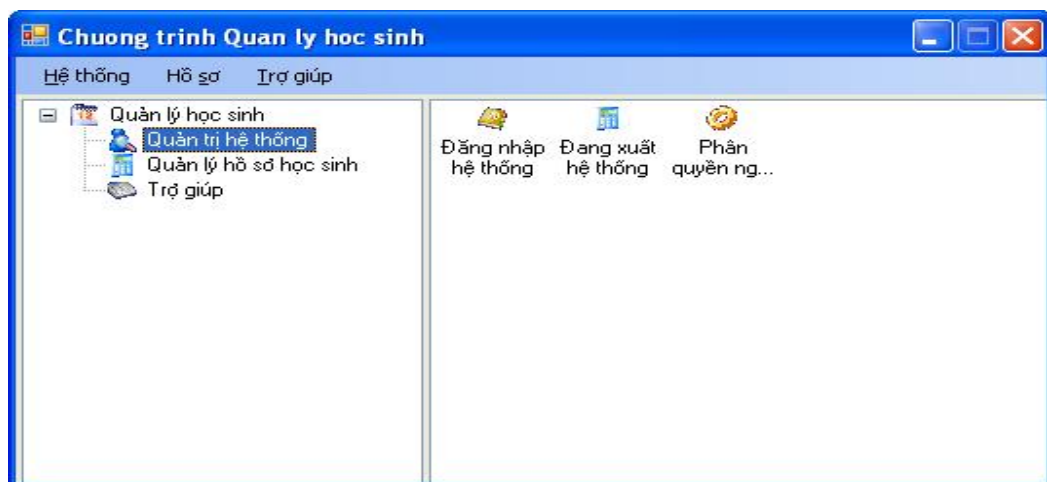 Chuong trinh Quan ly hoc sinh
Hệ thống Hồ sơ Trợ giúp
Quản lý học sinh
Quản trị hệ thống
Quản lý hồ sơ học sinh
Trợ giúp
Đăng nhập
hệ thống
Đang xuất
hệ thống
Phân
quyền ng...